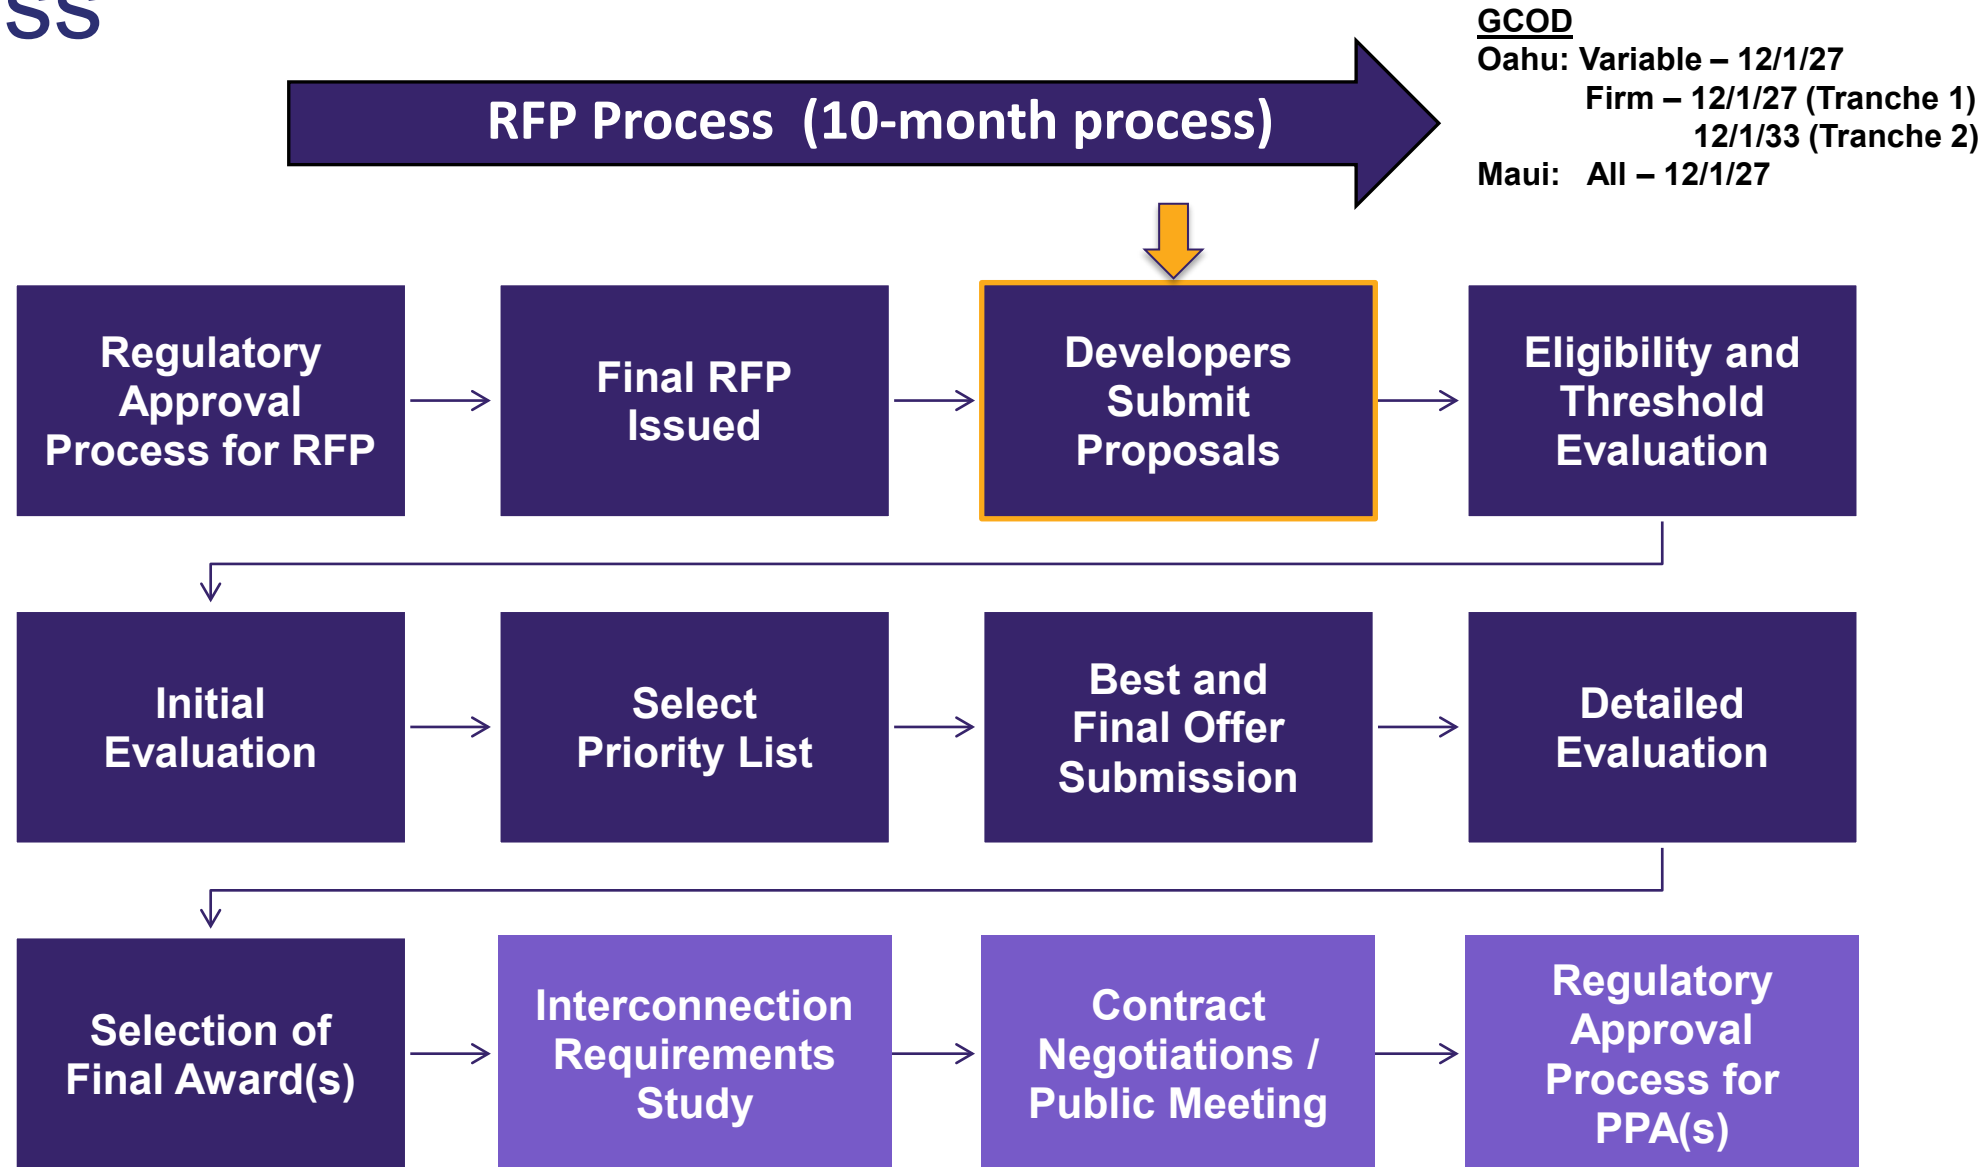 ss
GCOD
Oahu: Variable – 12/1/27
Firm – 12/1/27 (Tranche 1)
12/1/33 (Tranche 2)
Maui: All – 12/1/27
RFP Process (10-month process)
Regulatory
Approval
Process for RFP
Final RFP
Issued
Developers
Submit
Proposals
Eligibility and
Threshold
Evaluation
Initial
Evaluation
Select
Priority List
Best and
Final Offer
Submission
Detailed
Evaluation
Selection of
Final Award(s)
Interconnection
Requirements
Study
Contract
Negotiations /
Public Meeting
Regulatory
Approval
Process for
PPA(s)